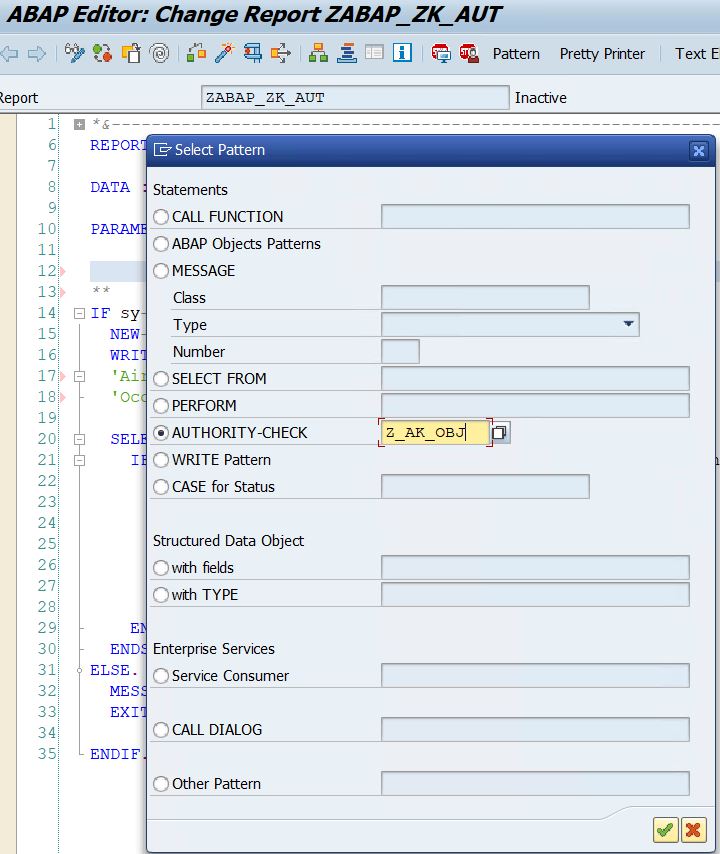 ABAP Editor: Change Report ZABAP_ZK_AUT
Pattern Pretty Printer Text E
Report ZABAP_ZK_AUT Inactive
1 *&
6 REPORT
7
8 DATA :
9
10 PARAME
11
12
13 **
14 IF sy-
15 NEW-
16 WRIT
17 'Air
18 'Occ
19
20 SELE
21 IF
22
23
24
25
26
27
28
29 EN
30 ENDS
31 ELSE.
32 MESS
33 EXIT
34
35 ENDIF.
Select Pattern
Statements
CALL FUNCTION
ABAP Objects Patterns
MESSAGE
Class
Type
Number
SELECT FROM
PERFORM
AUTHORITY-CHECK Z_AK_OBJ
WRITE Pattern
CASE for Status
Structured Data Object
with fields
with TYPE
Enterprise Services
Service Consumer
CALL DIALOG
Other Pattern